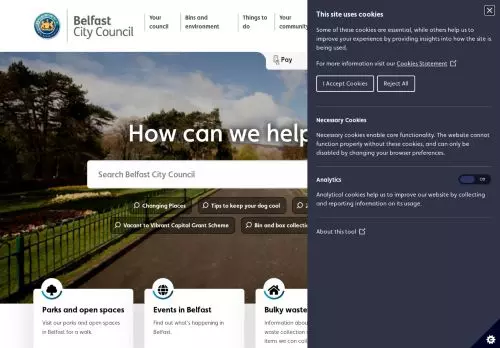 Belfast
City Council
Your
council
Bins and
environment
Things to
do
Your
community
Pay
How can we help
Search Belfast City Council
Changing Places
Tips to keep your dog cool
Vacant to Vibrant Capital Grant Scheme
Bin and box collectio
Parks and open spaces
Visit our parks and open spaces
in Belfast for a walk.
Events in Belfast
Find out what's happening in
Belfast.
Bulky waste
Information about
waste collection
items we can coll
This site uses cookies
Some of these cookies are essential, while others help us to
improve your experience by providing insights into how the site is
being used.
For more information visit our Cookies Statement
I Accept Cookies
Reject All
Necessary Cookies
Necessary cookies enable core functionality. The website cannot
function properly without these cookies, and can only be
disabled by changing your browser preferences.
Analytics
Off
Analytical cookies help us to improve our website by collecting
and reporting information on its usage.
About this tool